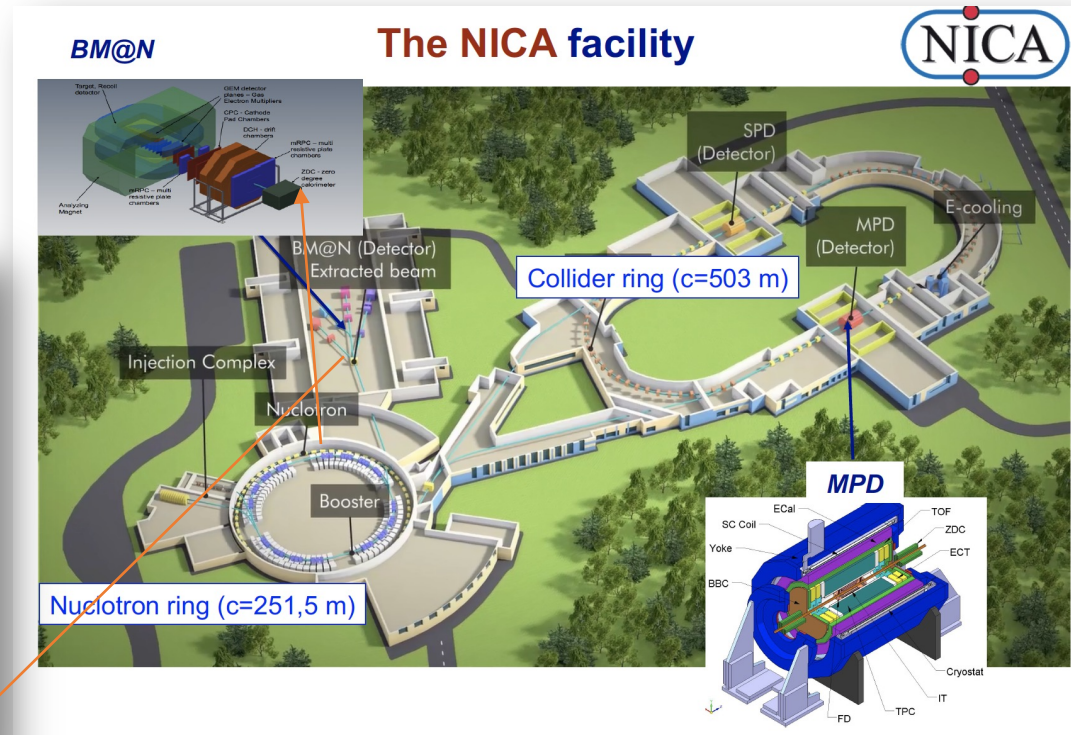 BM@N
The NICA facility
NICA
Target, Recoil
detector
GEM detector
planes – Gas
Electron Multipliers
CPC - Cathode
Pad Chambers
DCH - drift
chambers
mRPC – multi
resistive plate
chambers
ZDC - zero
degree
calorimeter
mRPC – multi
resistive plate
chambers
Analyzing
Magnet
SPD
(Detector)
E-cooling
MPD
(Detector)
BM@N (Detector)
Extracted beam
Collider ring (c=503 m)
Injection Complex
Nuclotron
Booster
Nuclotron ring (c=251,5 m)
MPD
ECal
SC Coil
TOF
Yoke
ZDC
ECT
BBC
Cryostat
IT
TPC
FD